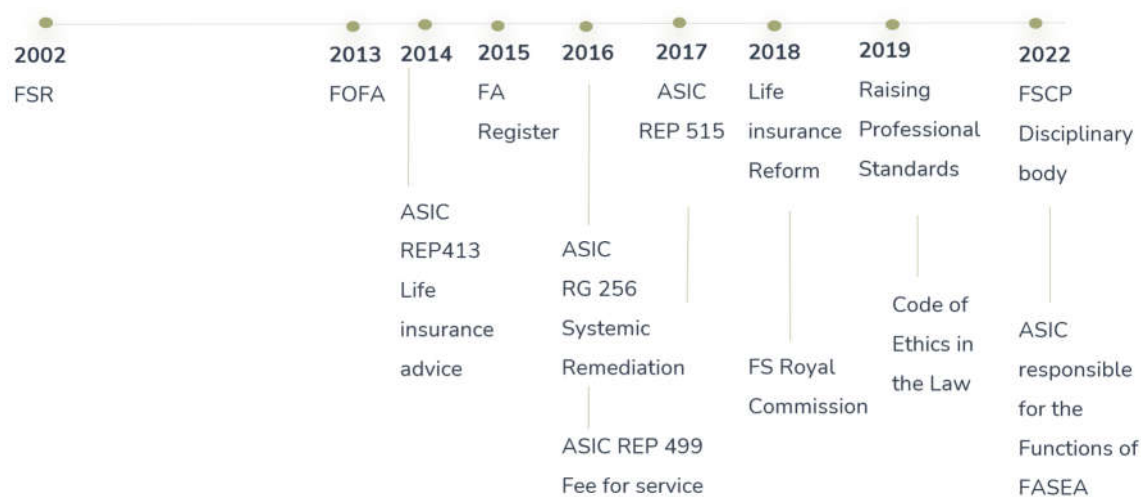 2002
FSR
2013
FOFA
2014
ASIC
REP413
Life
insurance
advice
2015
FA
Register
2016
ASIC
RG 256
Systemic
Remediation
ASIC REP 499
Fee for service
2017
ASIC
REP 515
2018
Life
insurance
Reform
FS Royal
Commission
2019
Raising
Professional
Standards
Code of
Ethics in
the Law
2022
FSCP
Disciplinary
body
ASIC
responsible
for the
Functions of
FASEA